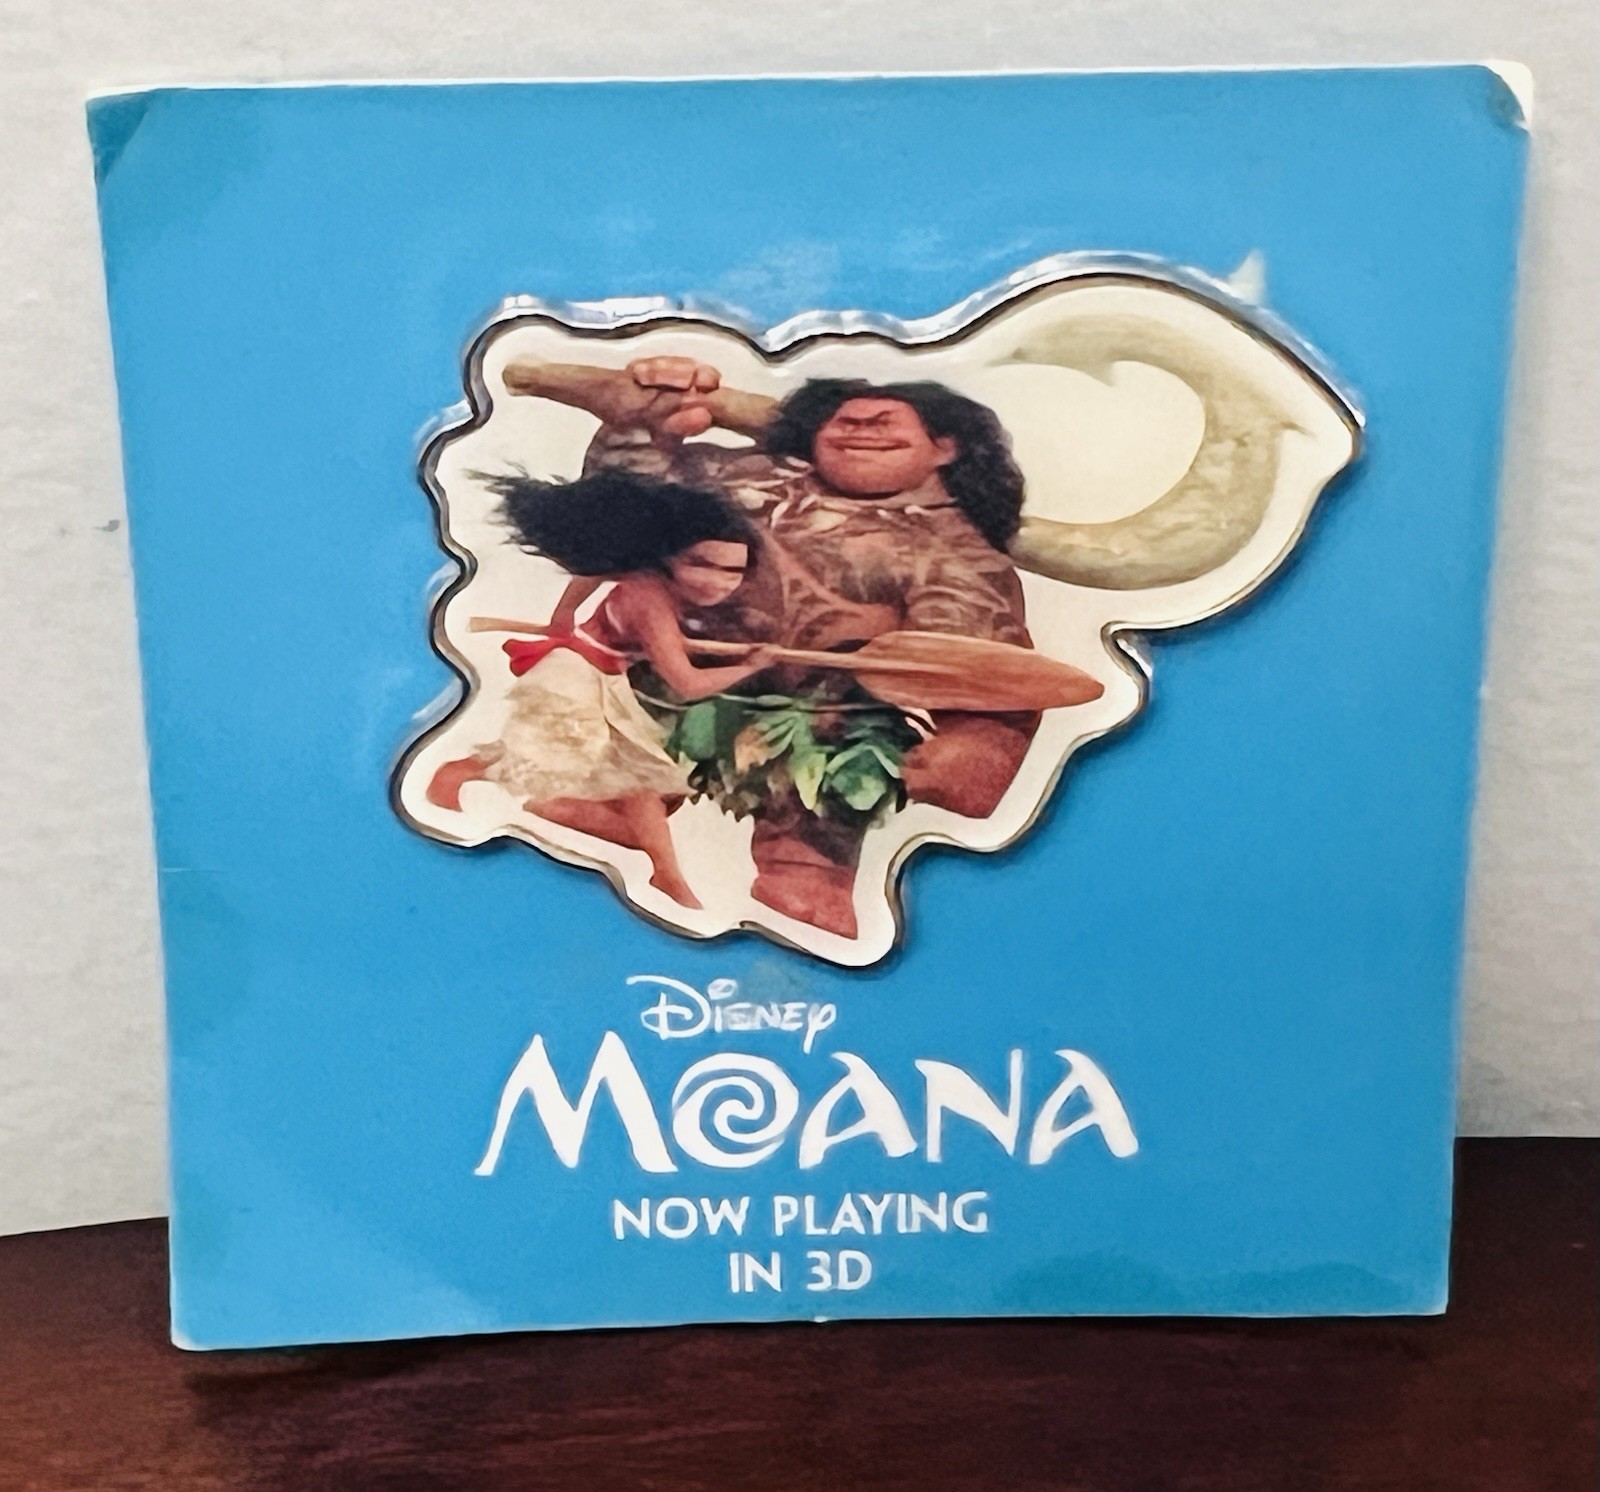 Disney
MOANA
NOW PLAYING
IN 3D